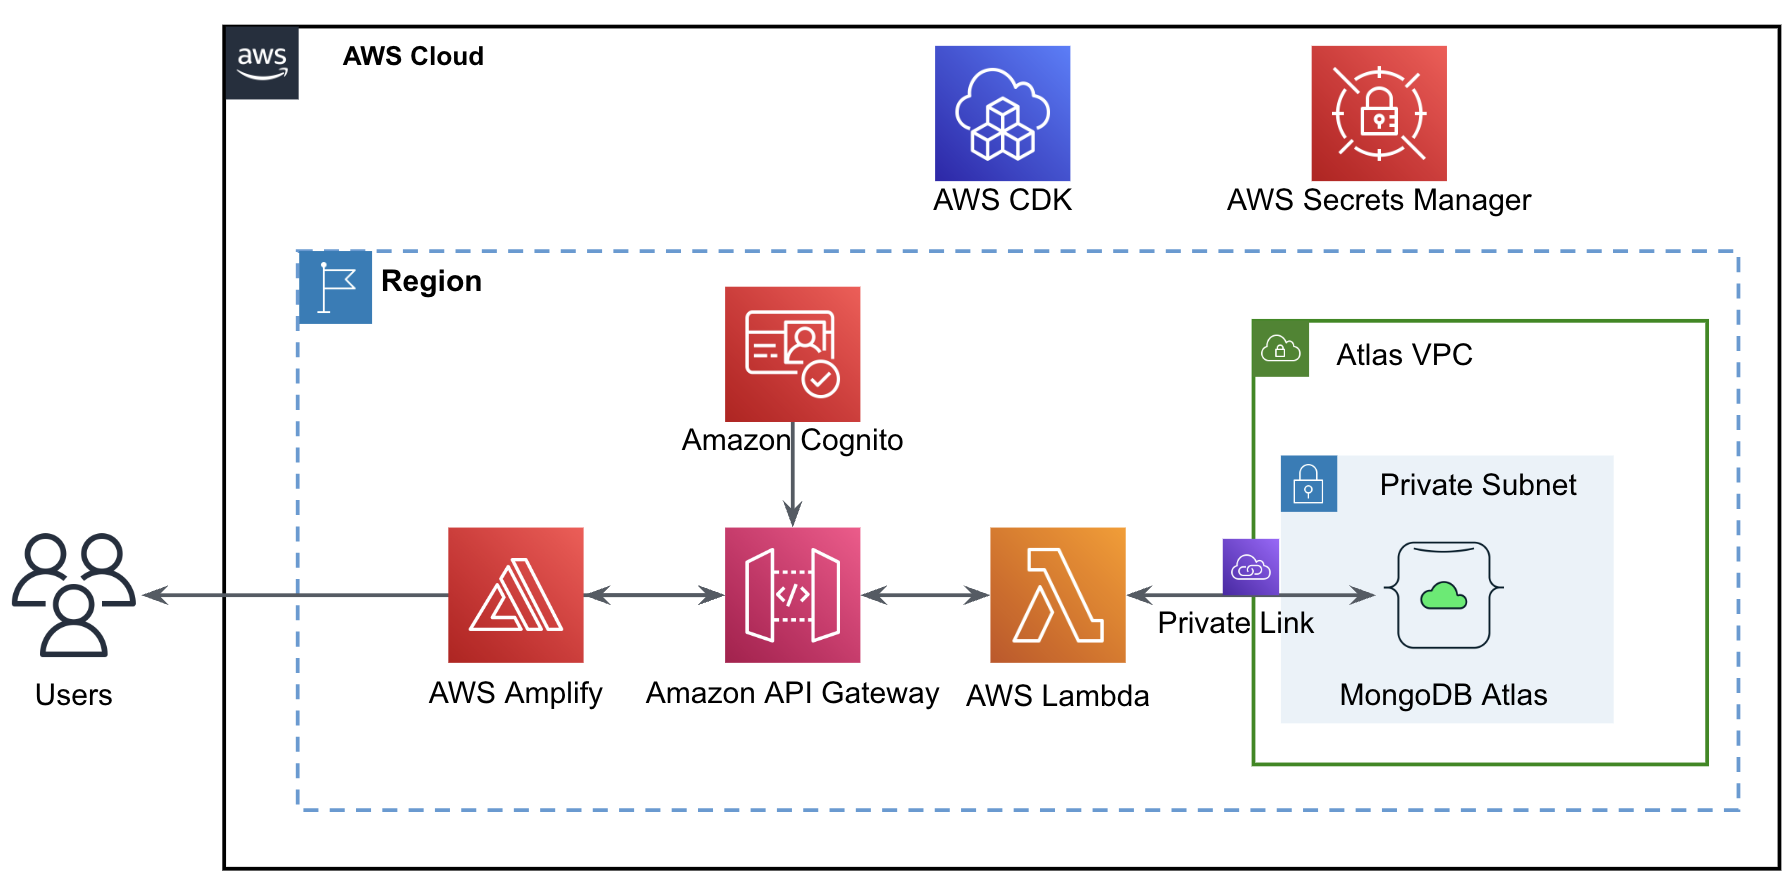 aws
AWS Cloud
AWS CDK
AWS Secrets Manager
Region
Amazon Cognito
Atlas VPC
Private Subnet
</>
Private Link
Users
AWS Amplify
Amazon API Gateway
AWS Lambda
MongoDB Atlas